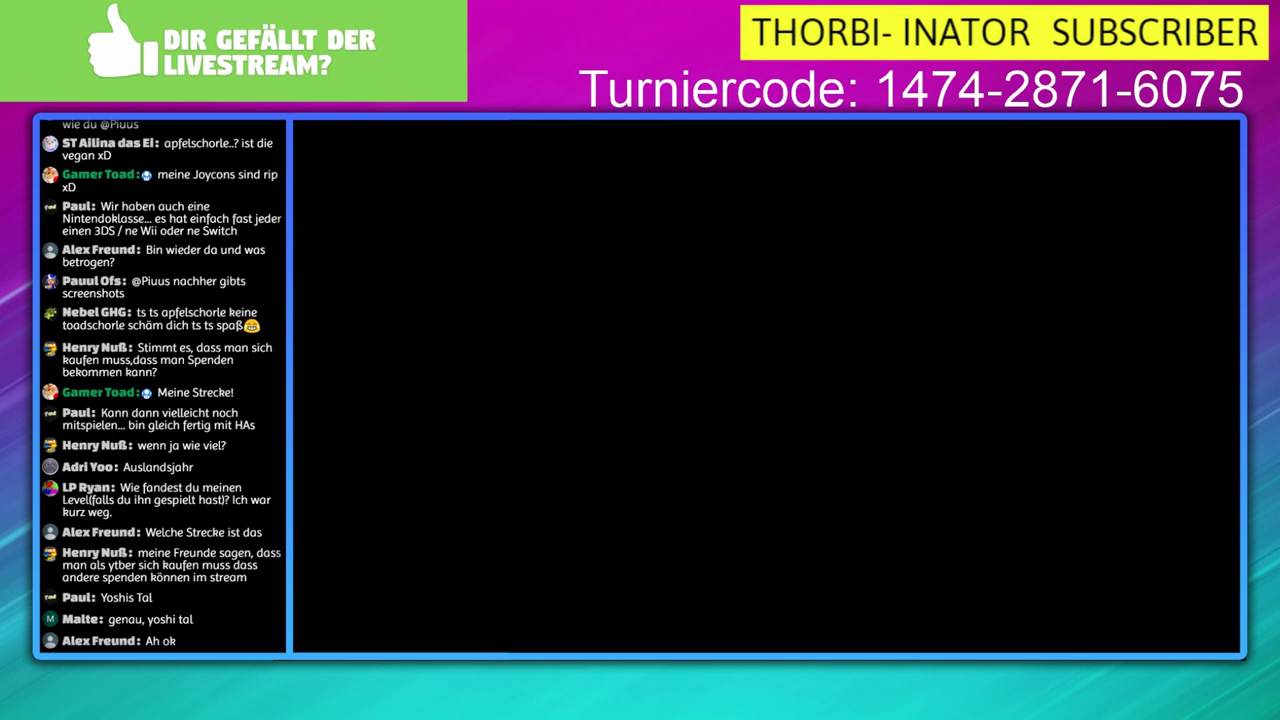 DIR GEFÄLLT DER
LIVESTREAM?
THORBI- INATOR SUBSCRIBER
Turniercode: 1474-2871-6075
wie du @Piuus
ST Ailina das Ei: apfelschorle..? ist die
vegan xD
Gamer Toad: meine Joycons sind rip
xD
Paul: Wir haben auch eine
Nintendoklasse... es hat einfach fast jeder
einen 3DS / ne Wii oder ne Switch
Alex Freund: Bin wieder da und was
betrogen?
Pauul Ofs: @Piuus nachher gibts
screenshots
Nebel GHG: ts ts apfelschorle keine
toadschorle schäm dich ts ts spaß😂
Henry Nuß: Stimmt es, dass man sich
kaufen muss,dass man Spenden
bekommen kann?
Gamer Toad: Meine Strecke!
Paul: Kann dann vielleicht noch
mitspielen... bin gleich fertig mit HAs
Henry Nuß: wenn ja wie viel?
Adri Yoo: Auslandsjahr
LP Ryan: Wie fandest du meinen
Level(falls du ihn gespielt hast)? Ich war
kurz weg.
Alex Freund: Welche Strecke ist das
Henry Nuß: meine Freunde sagen, dass
man als ytber sich kaufen muss dass
andere spenden können im stream
Paul: Yoshis Tal
M Malte: genau, yoshi tal
Alex Freund: Ah ok